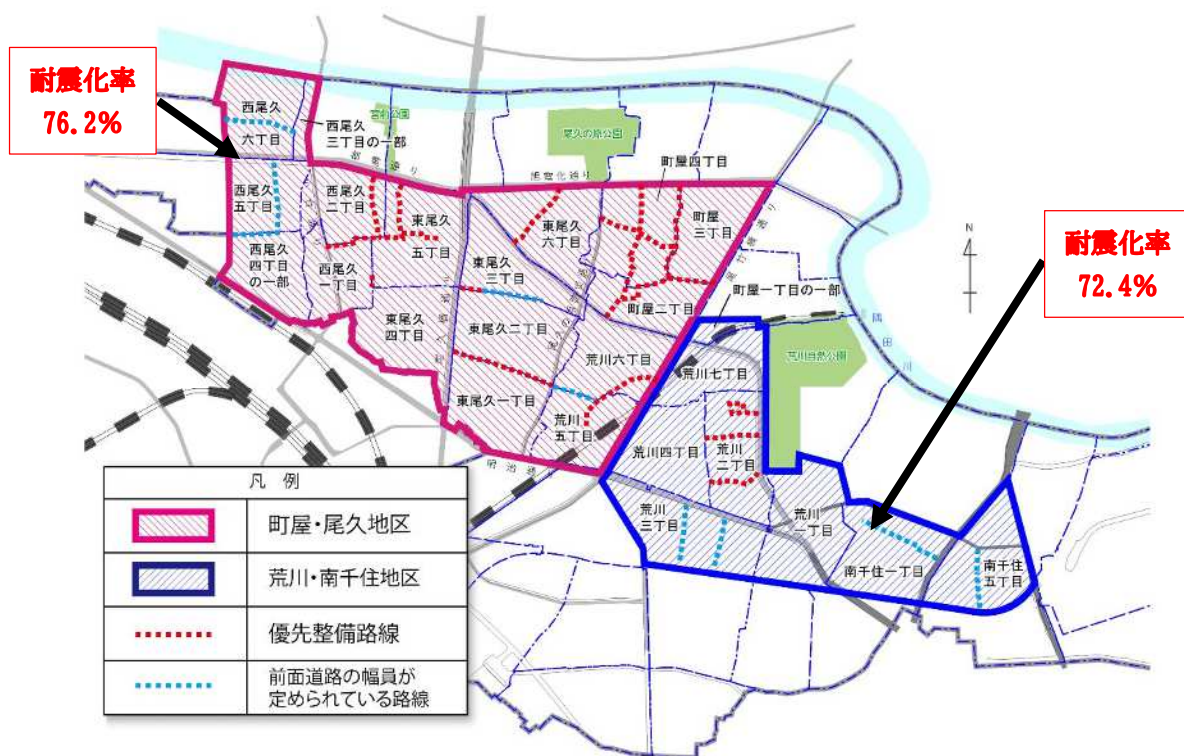 耐震化率
76.2%
西尾久
六丁目
西尾久
三丁目の一部
宮前公園
尾久の原公園
町屋四丁目
西尾久
五丁目
西尾久
二丁目
東尾久
五丁目
東尾久
六丁目
町屋
三丁目
耐震化率
72.4%
N
西尾久
四丁目
の一部
西尾久
一丁目
東尾久
三丁目
町屋二丁目
町屋一丁目の一部
東尾久
四丁目
東尾久二丁目
荒川六丁目
荒川自然公園
隅田川
荒川七丁目
東尾久一丁目
荒川
五丁目
荒川四丁目
荒川
二丁目
明治通
荒川
三丁目
荒川
一丁目
南千住一丁目
南千住
五丁目
凡 例
町屋・尾久地区
荒川・南千住地区
優先整備路線
前面道路の幅員が
定められている路線